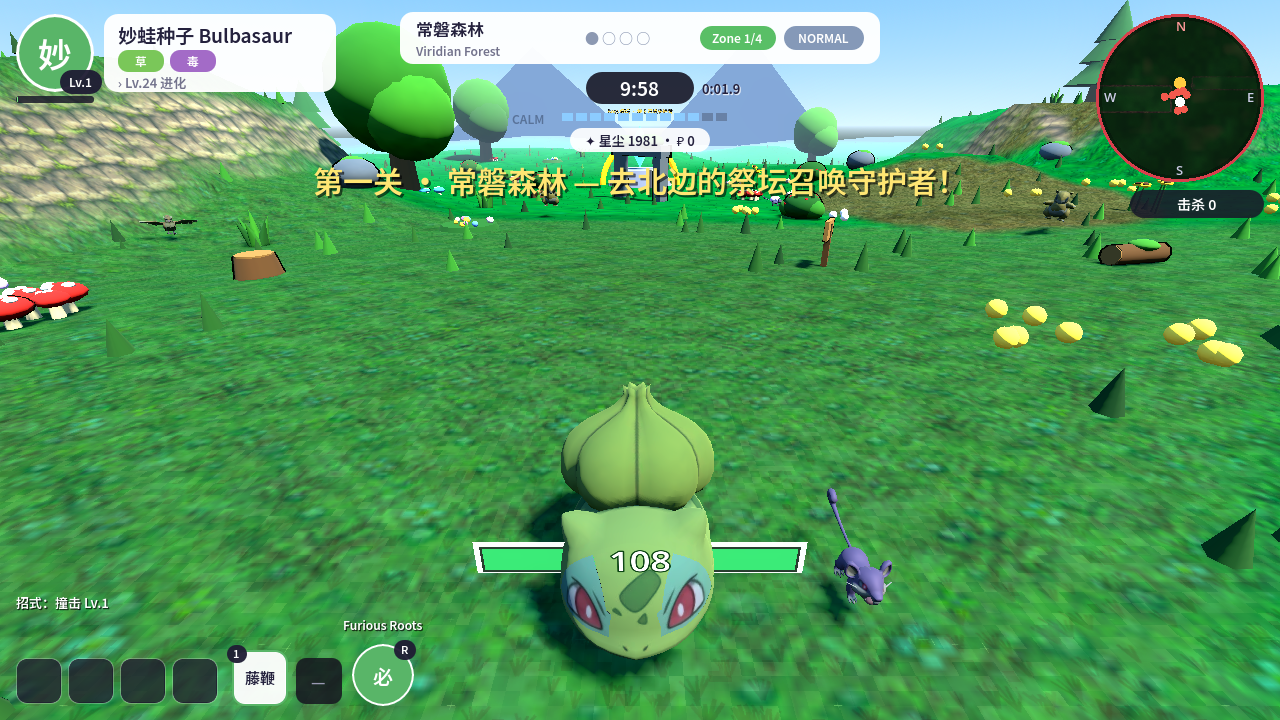 妙
Lv.1
妙蛙种子 Bulbasaur
草 毒
› Lv.24 进化
常磐森林
Viridian Forest
Zone 1/4
NORMAL
9:58
0:01.9
CALM
✦ 星尘 1981 · ₽ 0
第一关 常磐森林 — 去北边的祭坛召唤守护者！
N
W
E
S
击杀 0
108
招式：撞击 Lv.1
Furious Roots
1
藤鞭
—
R
必